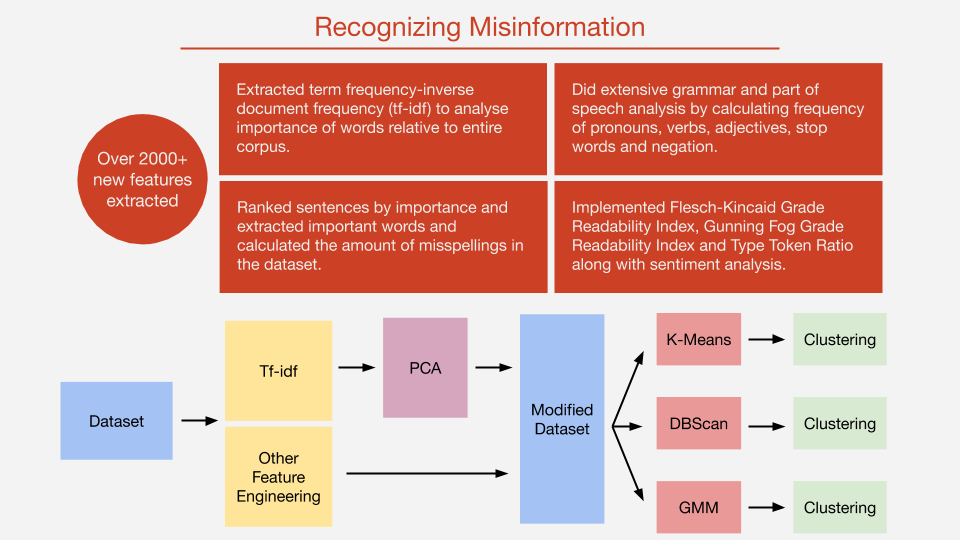 Recognizing Misinformation
Over 2000+
new features
extracted
Extracted term frequency-inverse
document frequency (tf-idf) to analyse
importance of words relative to entire
corpus.
Did extensive grammar and part of
speech analysis by calculating frequency
of pronouns, verbs, adjectives, stop
words and negation.
Ranked sentences by importance and
extracted important words and
calculated the amount of misspellings in
the dataset.
Implemented Flesch-Kincaid Grade
Readability Index, Gunning Fog Grade
Readability Index and Type Token Ratio
along with sentiment analysis.
Dataset
Tf-idf
Other
Feature
Engineering
PCA
Modified
Dataset
K-Means
Clustering
DBScan
Clustering
GMM
Clustering